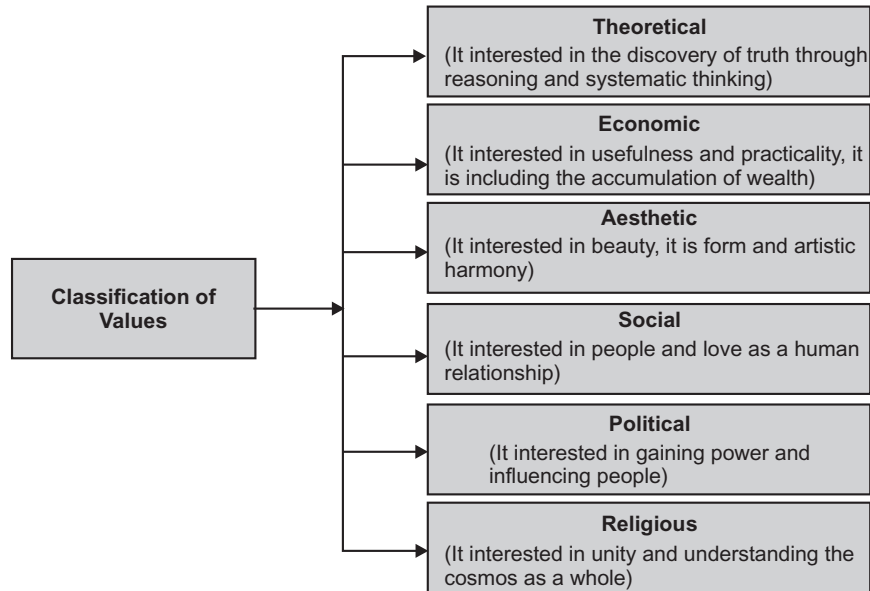 Theoretical
(It interested in the discovery of truth through
reasoning and systematic thinking)
Economic
(It interested in usefulness and practicality, it
is including the accumulation of wealth)
Aesthetic
(It interested in beauty, it is form and artistic
harmony)
Classification of
Values
Social
(It interested in people and love as a human
relationship)
Political
(It interested in gaining power and
influencing people)
Religious
(It interested in unity and understanding the
cosmos as a whole)